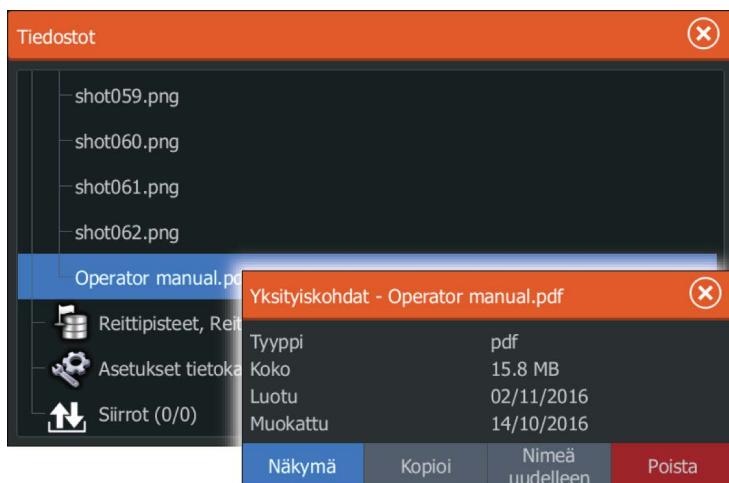 Tiedostot
shot059.png
shot060.png
shot061.png
shot062.png
Operator manual.pd
Reittipisteet, Reit
Asetukset tietoka
Siirrot (0/0)
Yksityiskohdat - Operator manual.pdf
Tyyppi pdf
Koko 15.8 MB
Luotu 02/11/2016
Muokattu 14/10/2016
Näkymä Kopioi Nimeä uudelleen Poista